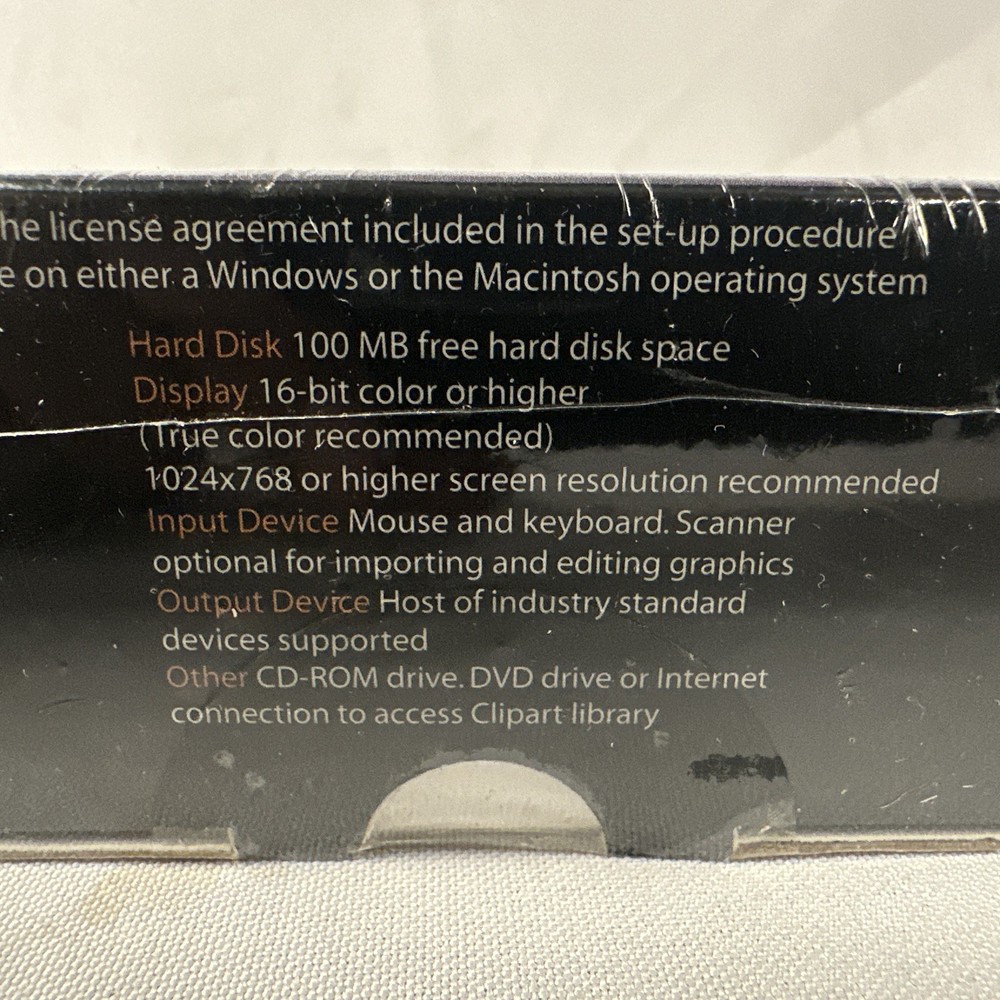 he license agreement included in the set-up procedure
e on either a Windows or the Macintosh operating system
Hard Disk 100 MB free hard disk space
Display 16-bit color or higher
(True color recommended)
1024x768 or higher screen resolution recommended
Input Device Mouse and keyboard. Scanner
optional for importing and editing graphics
Output Device Host of industry standard
devices supported
Other CD-ROM drive. DVD drive or Internet
connection to access Clipart library